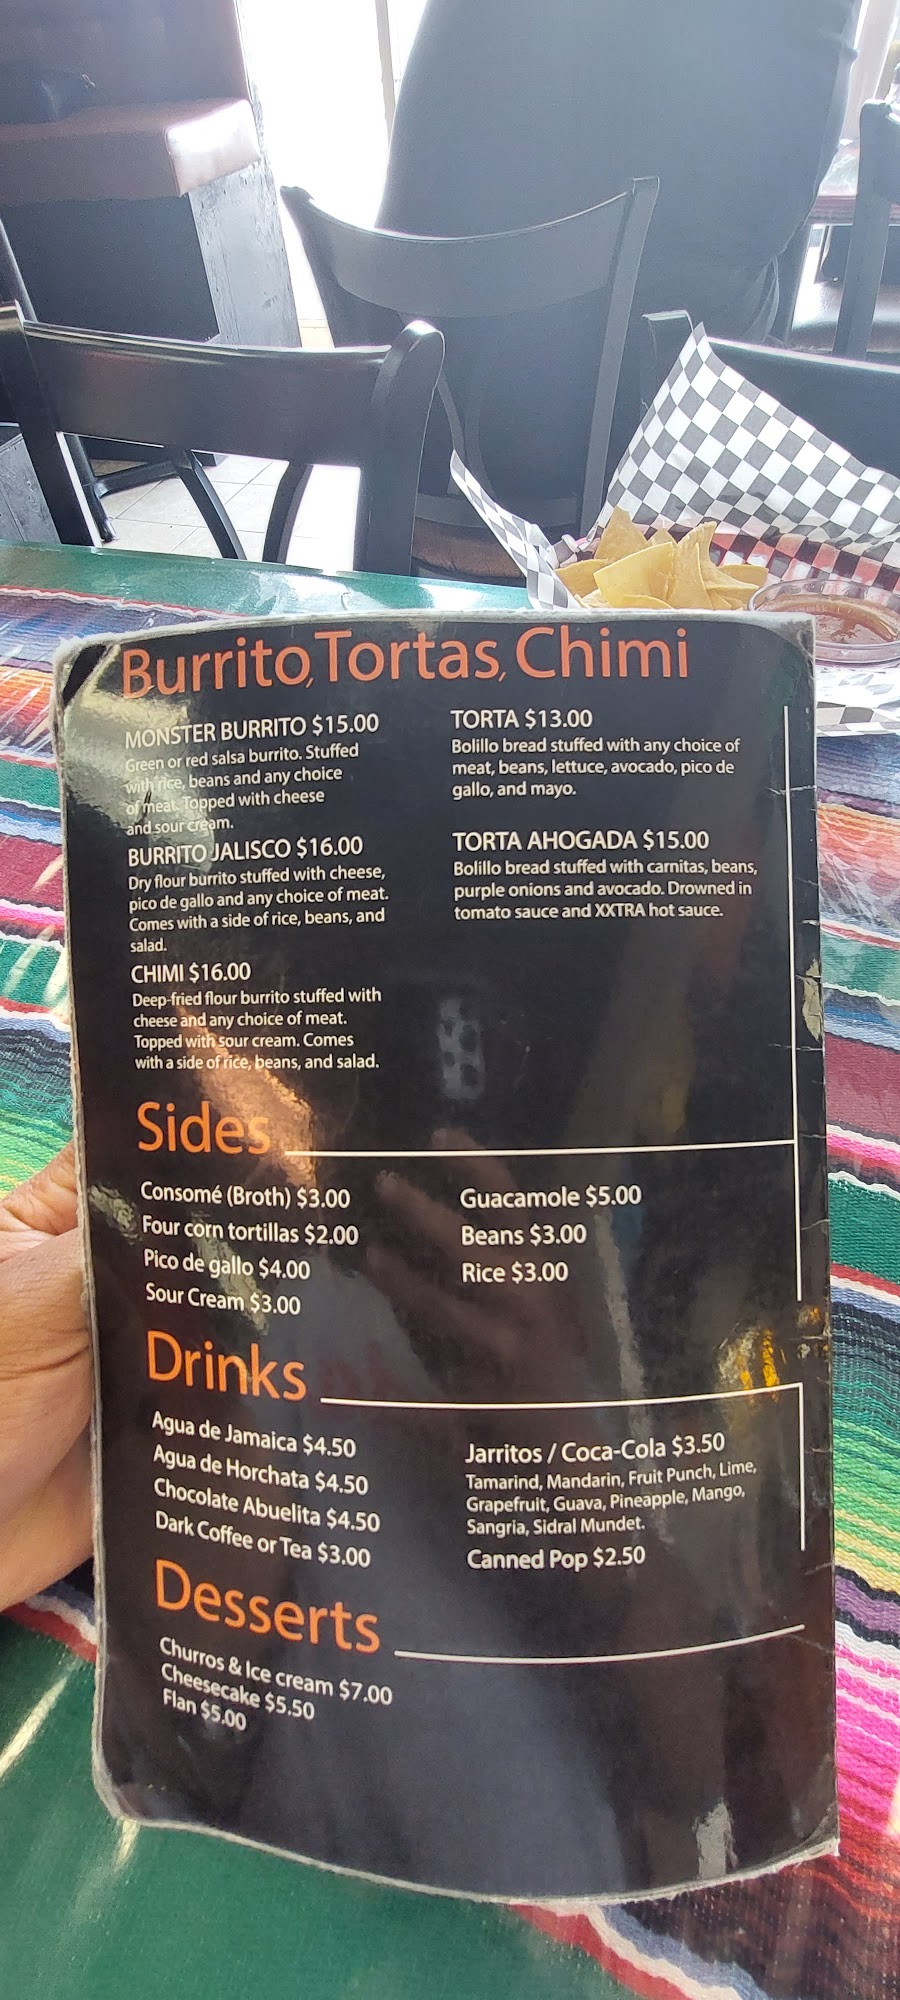 Burrito, Tortas, Chimi
MONSTER BURRITO $15.00
Green or red salsa burrito. Stuffed
with rice, beans and any choice
of meat. Topped with cheese
and sour cream.
BURRITO JALISCO $16.00
Dry flour burrito stuffed with cheese,
pico de gallo and any choice of meat.
Comes with a side of rice, beans, and
salad.
CHIMI $16.00
Deep-fried flour burrito stuffed with
cheese and any choice of meat.
Topped with sour cream. Comes
with a side of rice, beans, and salad.
TORTA $13.00
Bolillo bread stuffed with any choice of
meat, beans, lettuce, avocado, pico de
gallo, and mayo.
TORTA AHOGADA $15.00
Bolillo bread stuffed with carnitas, beans,
purple onions and avocado. Drowned in
tomato sauce and XXTRA hot sauce.
Sides
Consomé (Broth) $3.00
Four corn tortillas $2.00
Pico de gallo $4.00
Sour Cream $3.00
Guacamole $5.00
Beans $3.00
Rice $3.00
Drinks
Agua de Jamaica $4.50
Agua de Horchata $4.50
Chocolate Abuelita $4.50
Dark Coffee or Tea $3.00
Jarritos / Coca-Cola $3.50
Tamarind, Mandarin, Fruit Punch, Lime,
Grapefruit, Guava, Pineapple, Mango,
Sangria, Sidral Mundet.
Canned Pop $2.50
Desserts
Churros & Ice cream $7.00
Cheesecake $5.50
Flan $5.00